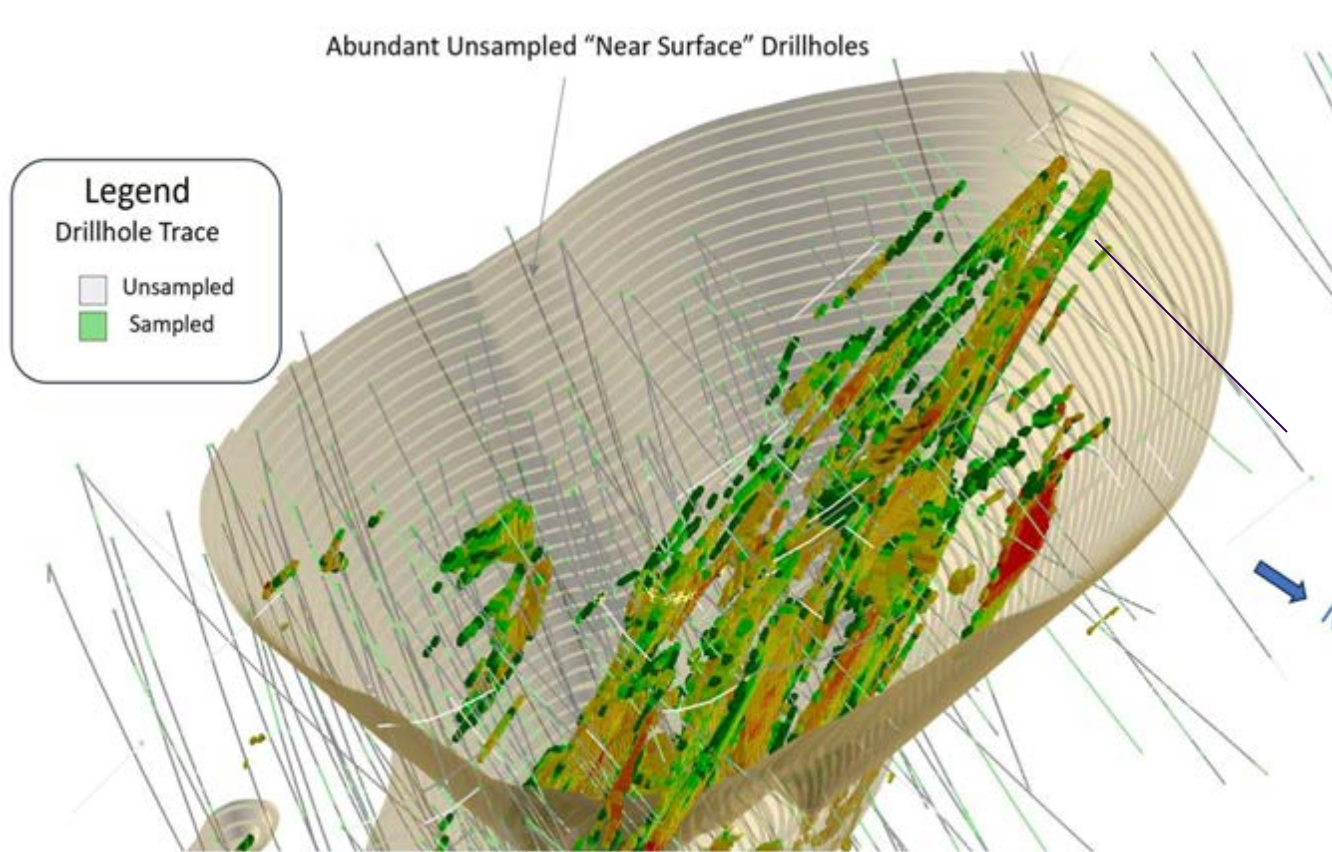 Abundant Unsampled “Near Surface” Drillholes
Legend
Drillhole Trace
Unsampled
Sampled